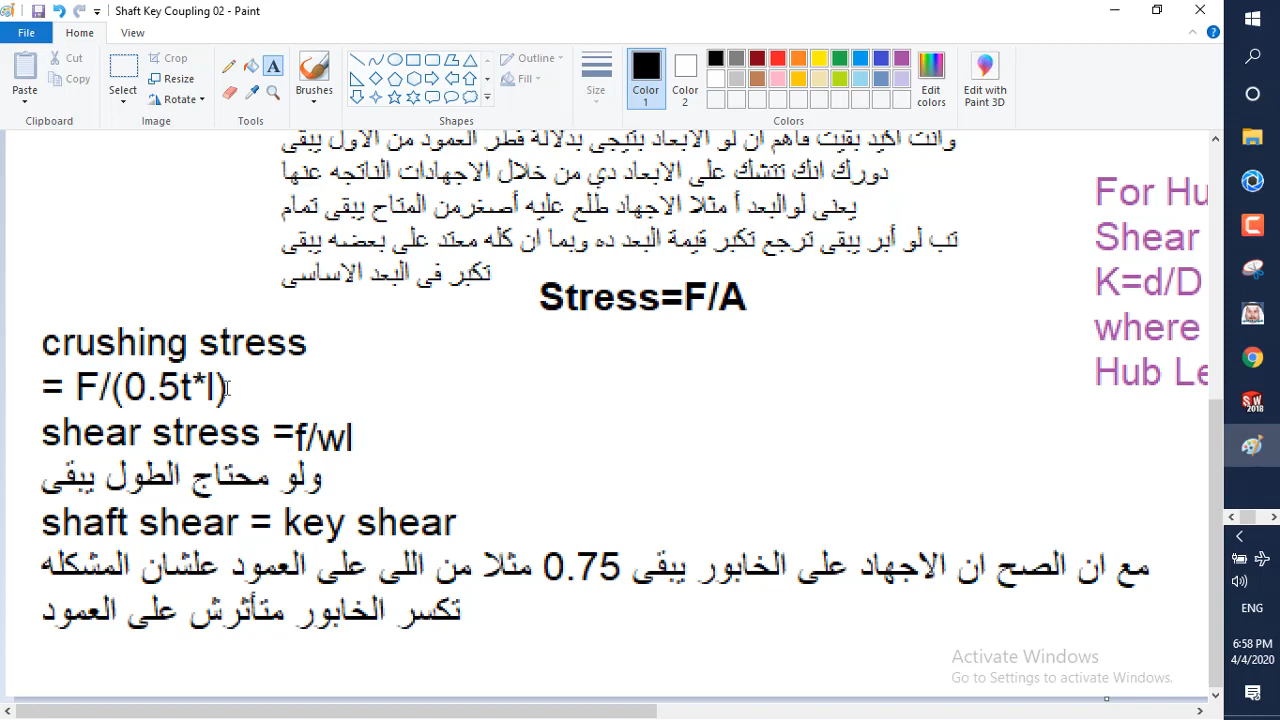 Shaft Key Coupling 02 - Paint
File
Home
View
Paste
Cut
Copy
Clipboard
Select
Crop
Resize
Rotate
Image
Tools
Brushes
Shapes
Outline
Fill
Size
Color 1
Color 2
Colors
Edit colors
Edit with Paint 3D
وانت اكيد بقيت فاهم ان لو الابعاد بتيجى بدلالة قطر العمود من الاول يبقى
دورك انك تتشك على الابعاد دي من خلال الاجهادات الناتجه عنها
يعنى لوالبعد أ مثلا الاجهاد طلع عليه أصغرمن المتاح يبقى تمام
تب لو أبر يبقى ترجع تكبر قيمة البعد ده وبما ان كله معتد على بعضه يبقى
تكبر فى البعد الاساسى
Stress=F/A
crushing stress
= F/(0.5t*l)
shear stress =f/wl
ولو محتاج الطول يبقى
shaft shear = key shear
مع ان الصح ان الاجهاد على الخابور يبقى 0.75 مثلا من اللى على العمود علشان المشكله
تكسر الخابور متأثرش على العمود
For Hu
Shear
K=d/D
where
Hub Le
Activate Windows
Go to Settings to activate Windows.
SW
2018
ENG
6:58 PM
4/4/2020